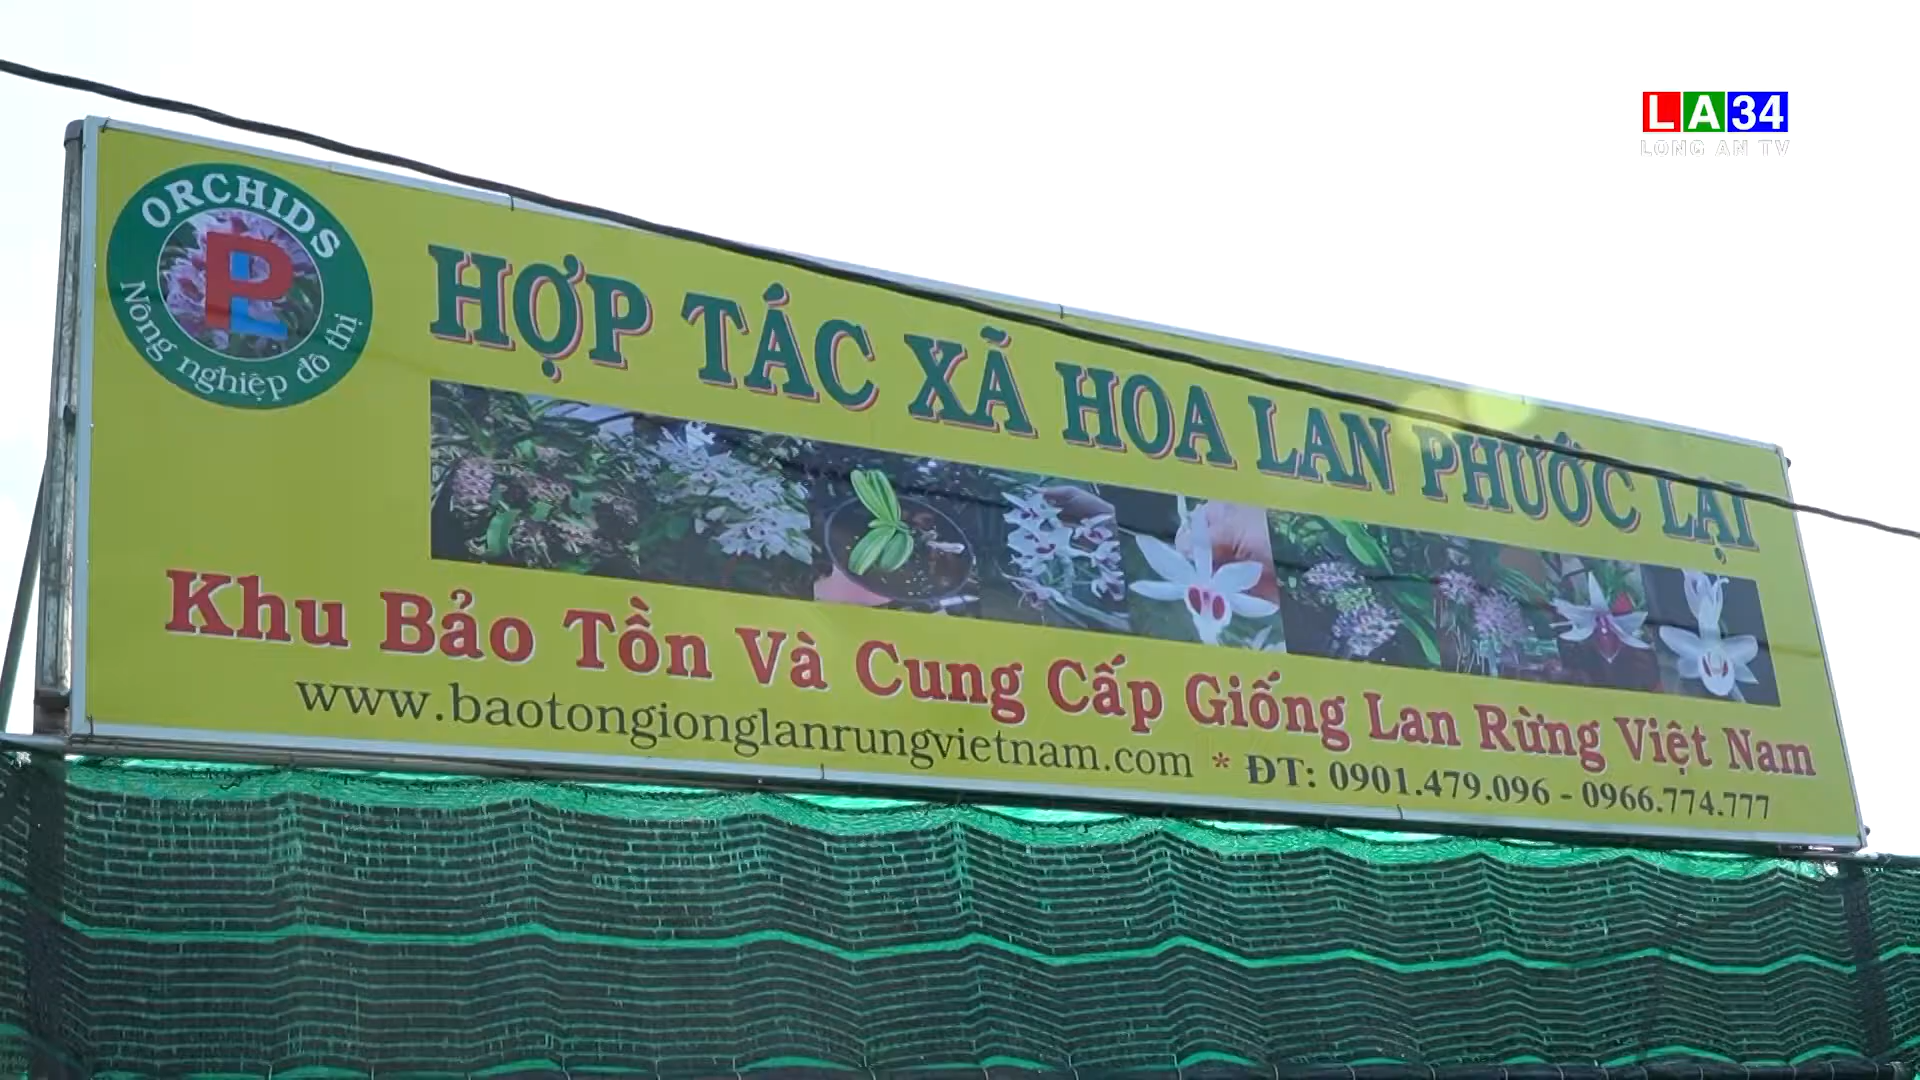 LA34
LONG AN TV
ORCHIDS
PL
Nông nghiệp đô thị
HỢP TÁC XÃ HOA LAN PHƯỚC LẠI
Khu Bảo Tồn Và Cung Cấp Giống Lan Rừng Việt Nam
www.baotongionglanrungvietnam.com * ĐT: 0901.479.096 - 0966.774.777